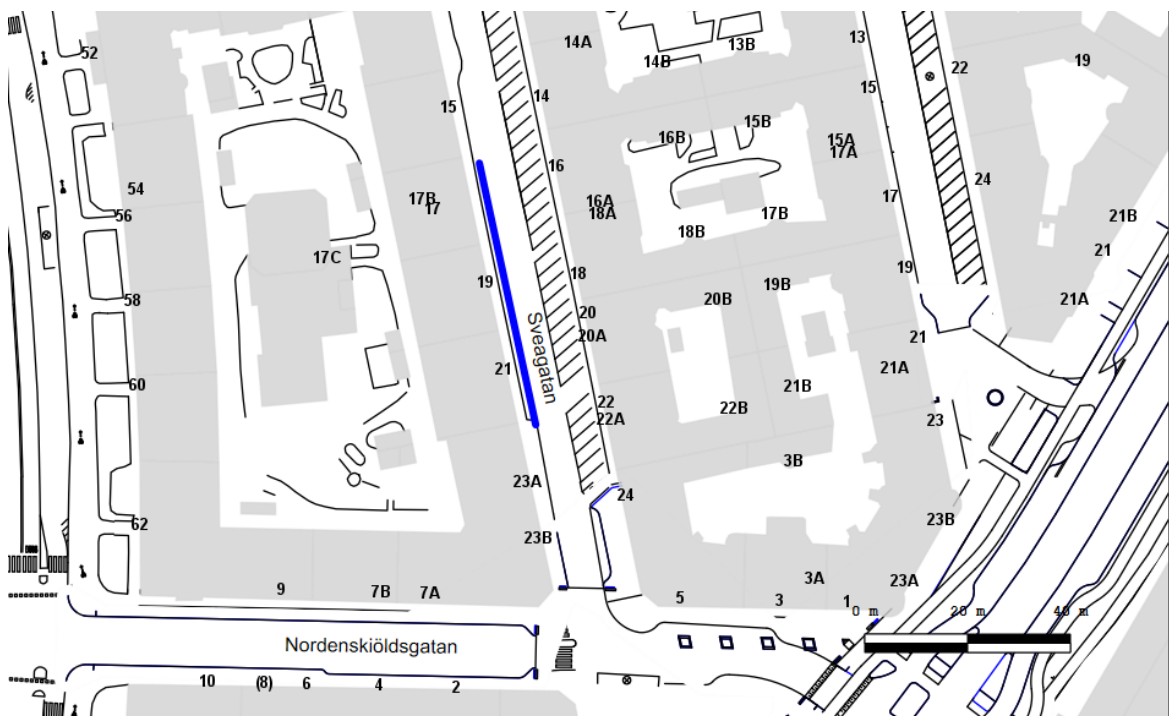 52
14A
13B
14B
13
15
19
22
15
14
16B
15B
15A
17A
16
17B
17
54
56
16A
18A
17B
18B
17
24
21B
21
17C
19
18
20
19B
20B
19
21A
58
20A
21
21A
21
Sveagatan
60
22
22A
21B
22B
23
3B
23A
24
62
23B
23B
9
7B
7A
5
3
3A
1
23A
0 m
20 m
40 m
Nordenskiöldsgatan
10
(8)
6
4
2